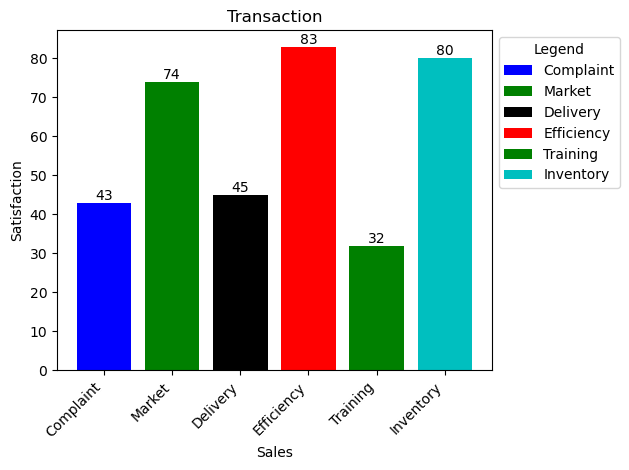 Transaction
Satisfaction
80
70
60
50
40
30
20
10
0
43
74
45
83
32
80
Complaint
Market
Delivery
Efficiency
Training
Inventory
Sales
Legend
Complaint
Market
Delivery
Efficiency
Training
Inventory